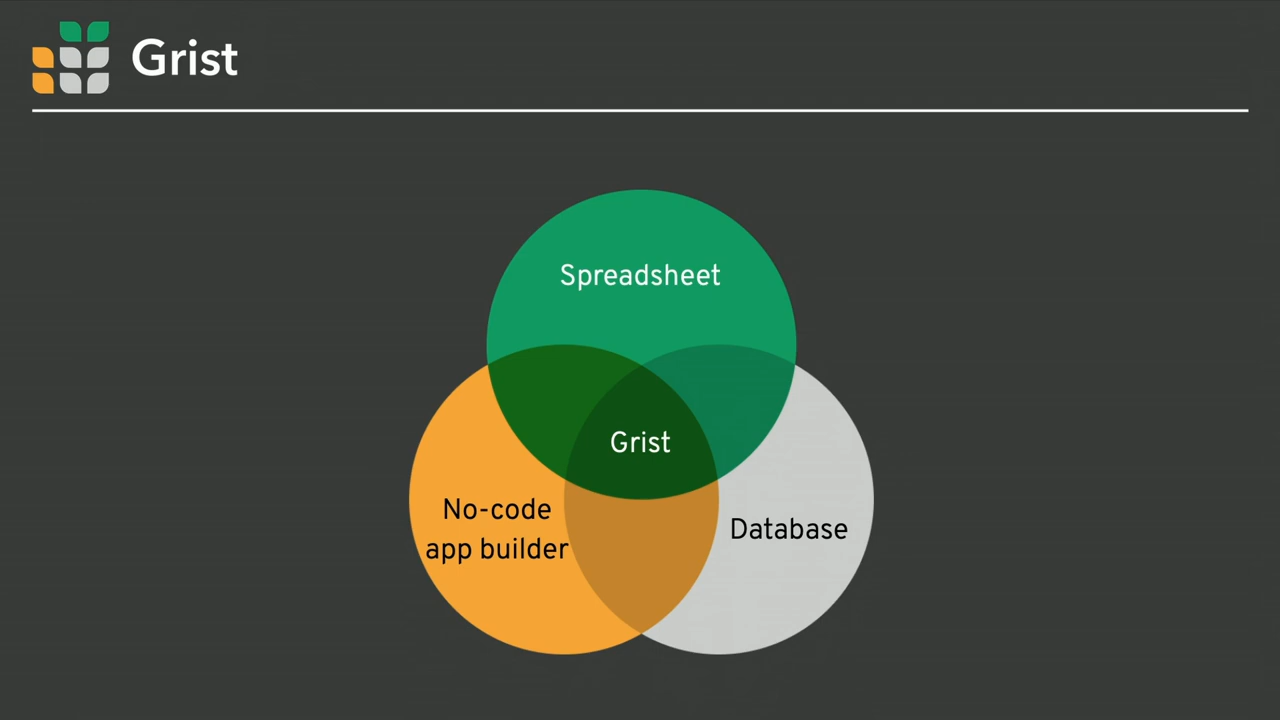 Grist
Spreadsheet
Grist
No-code
app builder
Database